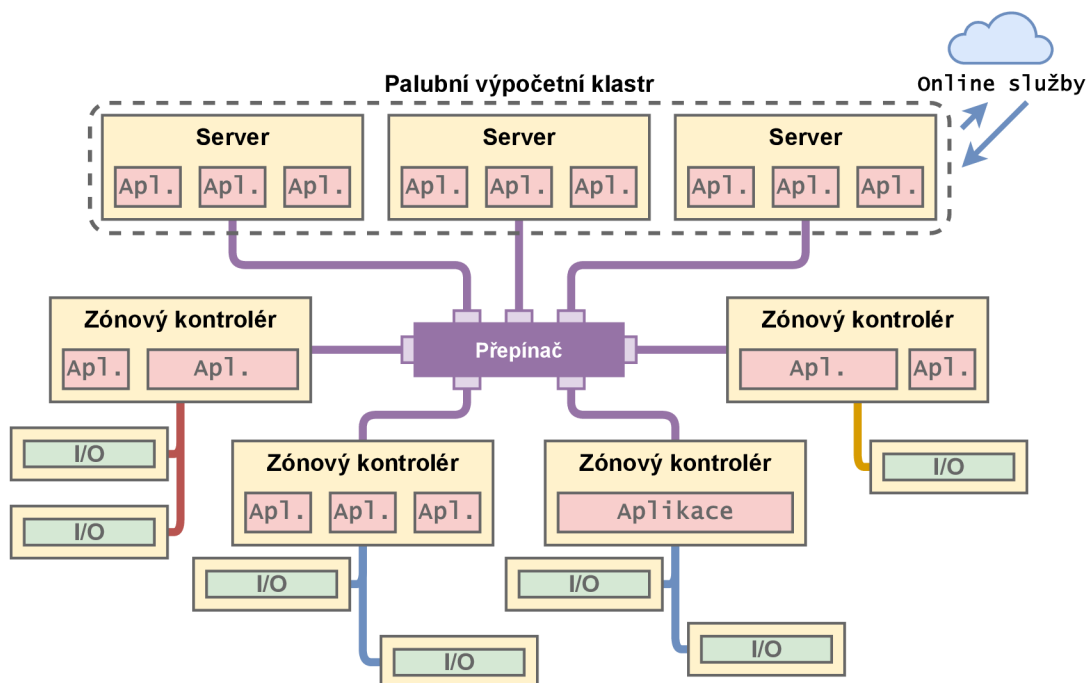 Online služby
Palubní výpočetní klastr
Server
Apl. Apl. Apl.
Server
Apl. Apl. Apl.
Server
Apl. Apl. Apl.
Zónový kontrolér
Apl. Apl.
Přepínač
Zónový kontrolér
Apl. Apl.
I/O
I/O
Zónový kontrolér
Apl. Apl. Apl.
I/O
I/O
Zónový kontrolér
Aplikace
I/O
I/O
I/O